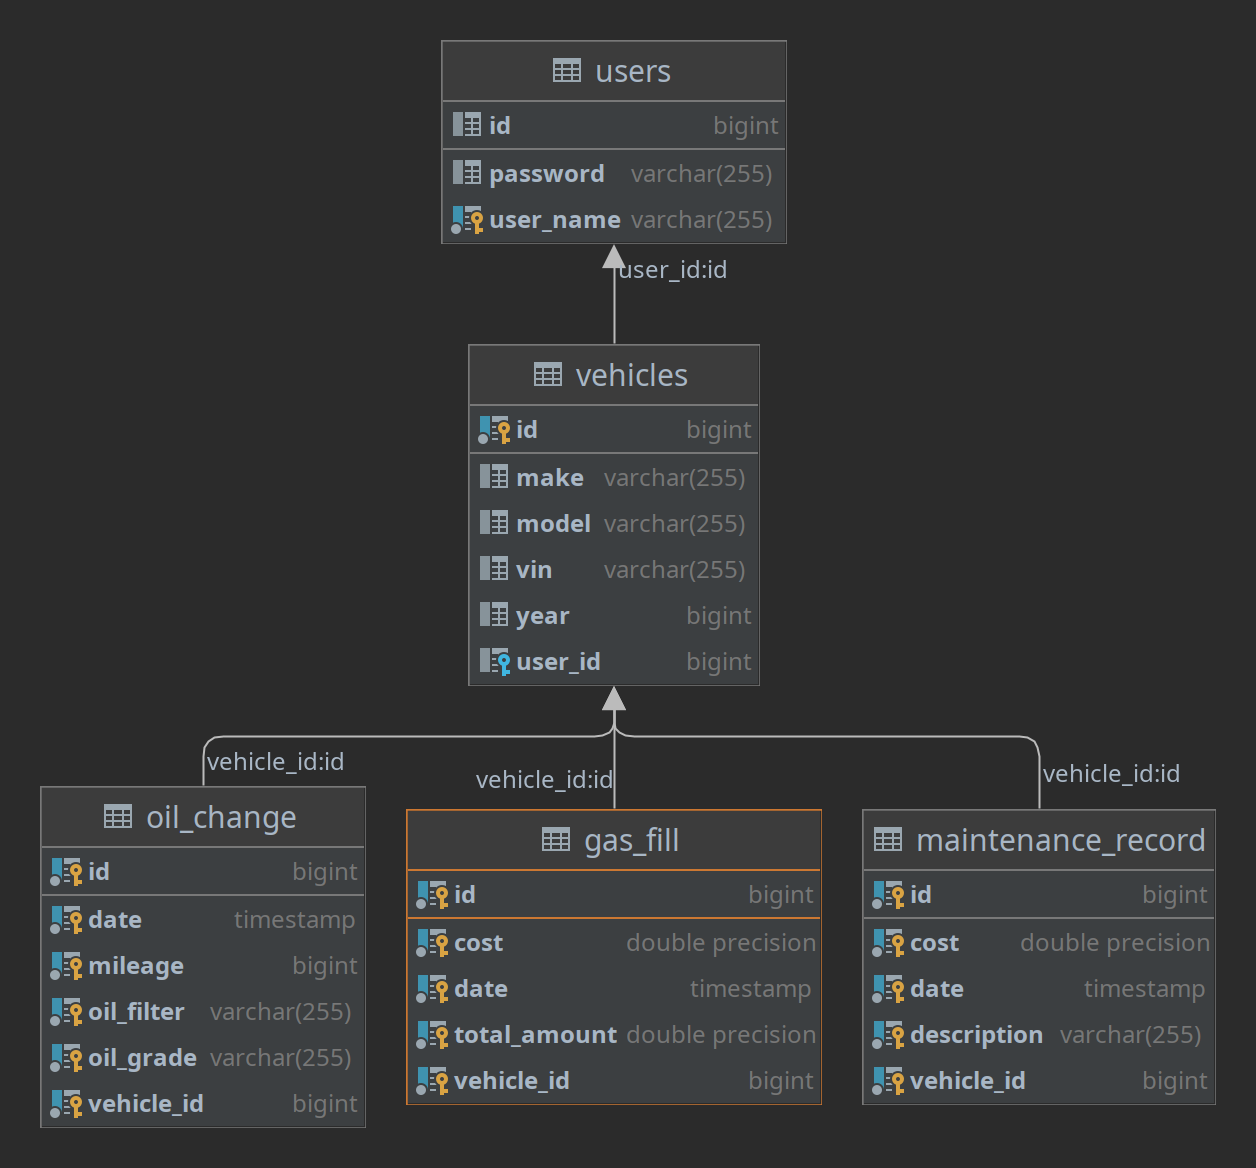 users
id bigint
password varchar(255)
user_name varchar(255)
user_id:id
vehicles
id bigint
make varchar(255)
model varchar(255)
vin varchar(255)
year bigint
user_id bigint
vehicle_id:id
vehicle_id:id
vehicle_id:id
oil_change
id bigint
date timestamp
mileage bigint
oil_filter varchar(255)
oil_grade varchar(255)
vehicle_id bigint
gas_fill
id bigint
cost double precision
date timestamp
total_amount double precision
vehicle_id bigint
maintenance_record
id bigint
cost double precision
date timestamp
description varchar(255)
vehicle_id bigint